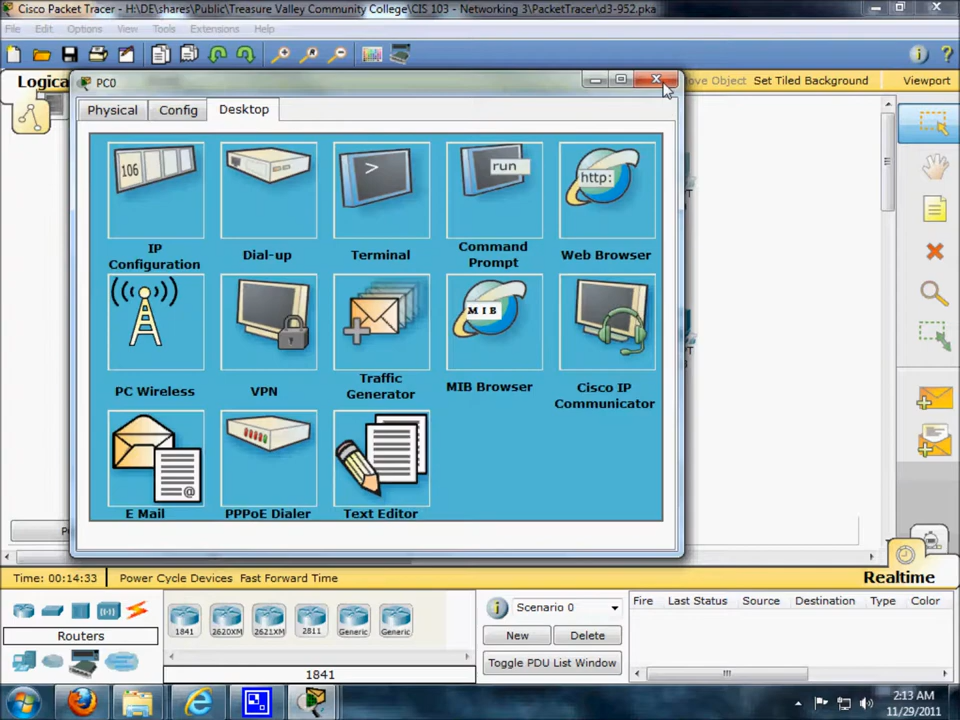 Cisco Packet Tracer - H:\DE\shares\Public\Treasure Valley Community College\CIS 103 - Networking 3\PacketTracer\d3-952.pka
File Edit Options View Tools Extensions Help
Logica
Move Object Set Tiled Background Viewport
PC0
Physical Config Desktop
106
>
run
http:
IP Configuration
Dial-up
Terminal
Command Prompt
Web Browser
MIB
PC Wireless
VPN
Traffic Generator
MIB Browser
Cisco IP Communicator
@
E Mail
PPPoE Dialer
Text Editor
Time: 00:14:33 Power Cycle Devices Fast Forward Time
Realtime
Scenario 0
Fire Last Status Source Destination Type Color
1841 2620XM 2621XM 2811 Generic Generic
Routers
New Delete
Toggle PDU List Window
1841
2:13 AM
11/29/2011